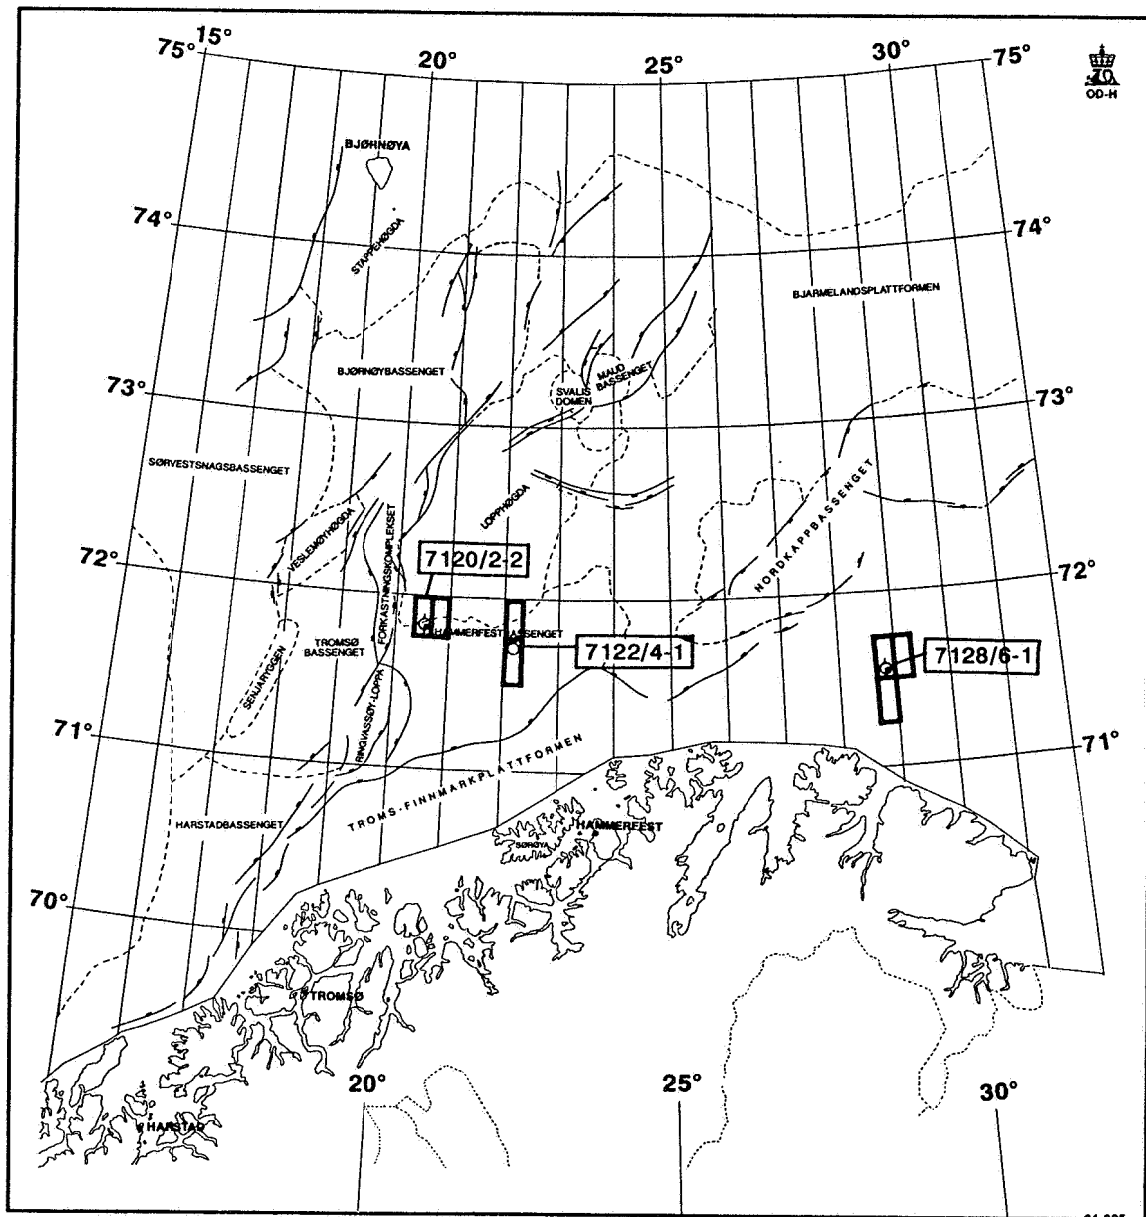 15°
75°
20°
25°
30°
75°
OD-H
BJØRNØYA
74°
STAPPEHØGDA
74°
BJARMELANDSPLATTFORMEN
BJØRNØYBASSENGET
MAUD
BASSENGET
SVALIS
DOMEN
73°
73°
SØRVESTSNAGSBASSENGET
LOPPHØGDA
NORDKAPPBASSENGET
VESLEMØYHØGDA
72°
7120/2-2
72°
RINGVASSØY-LOPPA
FORKASTNINGSKOMPLEKSET
HAMMERFESTBASSENGET
TROMSØ
BASSENGET
7122/4-1
7128/6-1
SENJARYGGEN
71°
71°
TROMS-FINNMARKPLATTFORMEN
HARSTADBASSENGET
HAMMERFEST
SØRØYA
70°
TROMSØ
20°
25°
30°
HARSTAD